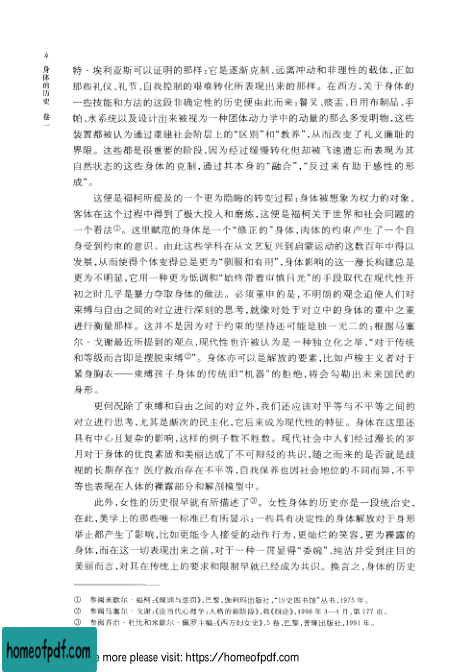 4
身体的历史 卷一
特·埃利亚斯可以证明的那样:它是逐渐克制、远离冲动和非理性的载体,正如
那些礼仪、礼节、自我控制的艰难转化所表现出来的那样。在西方,关于身体的
一些技能和方法的这段非确定性的历史便由此而来:餐叉、痰盂、日用布制品、手
帕、水系统以及设计出来被视为一种团体动力学中的动量的那么多发明物,这些
装置都被认为通过重建社会阶层上的“区别”和“教养”,从而改变了礼义廉耻的
界限。这些都是很重要的阶段,因为经过缓慢转化但却被飞速遗忘而表现为其
自然状态的这些身体的克制,通过其本身的“融合”,“反过来有助于感性的形
成”。
这便是福柯所提及的一个更为隐晦的转变过程:身体被想象为权力的对象,
客体在这个过程中得到了极大投入和磨炼,这便是福柯关于世界和社会问题的
一个看法①。这里赋范的身体是一个“修正的”身体,肉体的约束产生了一个自
身受到约束的意识。由此这些学科在从文艺复兴到启蒙运动的这数百年中得以
发展,从而使得个体变得总是更为“驯服和有用”,身体影响的这一漫长构建总是
更为不明显,它用一种更为低调和“始终带着审慎目光”的手段取代在现代性开
初之时几乎是暴力夺取身体的做法。必须重申的是,不明朗的观念迫使人们对
束缚与自由之间的对立进行深刻的思考,就像对处于对立中的身体的重中之重
进行衡量那样。这并不是因为对于约束的坚持还可能是独一无二的:根据马塞
尔·戈谢最近所提到的观点,现代性也许被认为是一种独立化之举,“对于传统
和等级而言即是摆脱束缚②”。身体亦可以是解放的要素,比如卢梭主义者对于
紧身胸衣——束缚孩子身体的传统旧“机器”的拒绝,将会勾勒出未来国民的
身形。
更何况除了束缚和自由之间的对立外,我们还应该对平等与不平等之间的
对立进行思考,尤其是渐次的民主化,它后来成为现代性的特征。身体在这里还
具有中心且复杂的影响,这样的例子数不胜数。现代社会中人们经过漫长的岁
月对于身体的优良素质和美丽达成了不可辩驳的共识,随之而来的是否就是歧
视的长期存在?医疗救治存在不平等,自我保养也因社会地位的不同而异,不平
等也表现在人体的裸露部分和解剖模型中。
此外,女性的历史很早就有所描述了③。女性身体的历史亦是一段统治史,
在此,美学上的那些唯一标准已有所显示:一些具有决定性的身体解放对于身形
举止都产生了影响,比如更能令人接受的动作行为,更灿烂的笑容,更为裸露的
身体,而在这一切表现出来之前,对于一种一贯显得“委婉”、纯洁并受到注目的
美丽而言,对其在传统上的要求和限制早就已经成为共识。换言之,身体的历史
① 参阅米歇尔·福柯:《规训与惩罚》,巴黎,伽利玛出版社,“历史图书馆”丛书,1975年。
② 参阅马塞尔·戈谢:《论当代心理学:人格的新阶段》,载《辩论》,1998年3—4月,第177页。
③ 参阅乔治·杜比和米歇尔·佩罗主编:《西方妇女史》,5卷,巴黎,普隆出版社,1991年。
homeofpdf.com
e more please visit: https://homeofpdf.com